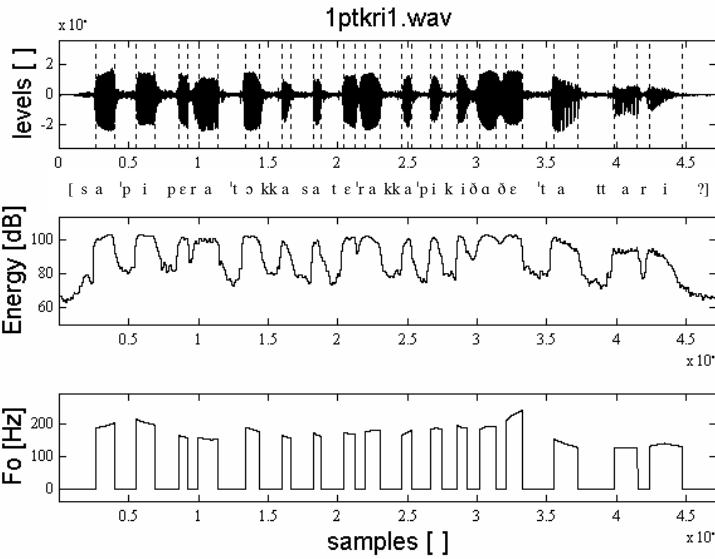 1ptkri1.wav
x 10⁴
levels [ ]
2
0
-2
0 0.5 1 1.5 2 2.5 3 3.5 4 4.5
[ s a ˈp i p ɛ r a ˈt ɔ kk a s a t ɛ ˈr a kk a ˈp i k i ð ɑ ð ɛ ˈt a tt a r i ?]
Energy [dB]
100
80
60
0.5 1 1.5 2 2.5 3 3.5 4 4.5
x 10⁴
Fo [Hz]
200
100
0
0.5 1 1.5 2 2.5 3 3.5 4 4.5
x 10⁴
samples [ ]